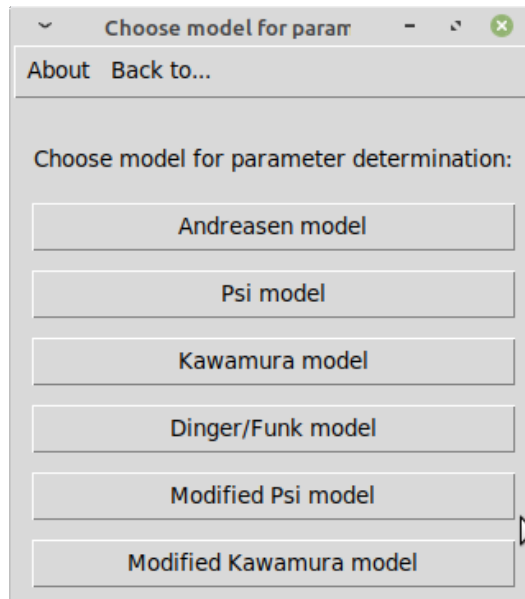 Choose model for param
About Back to...
Choose model for parameter determination:
Andreasen model
Psi model
Kawamura model
Dinger/Funk model
Modified Psi model
Modified Kawamura model